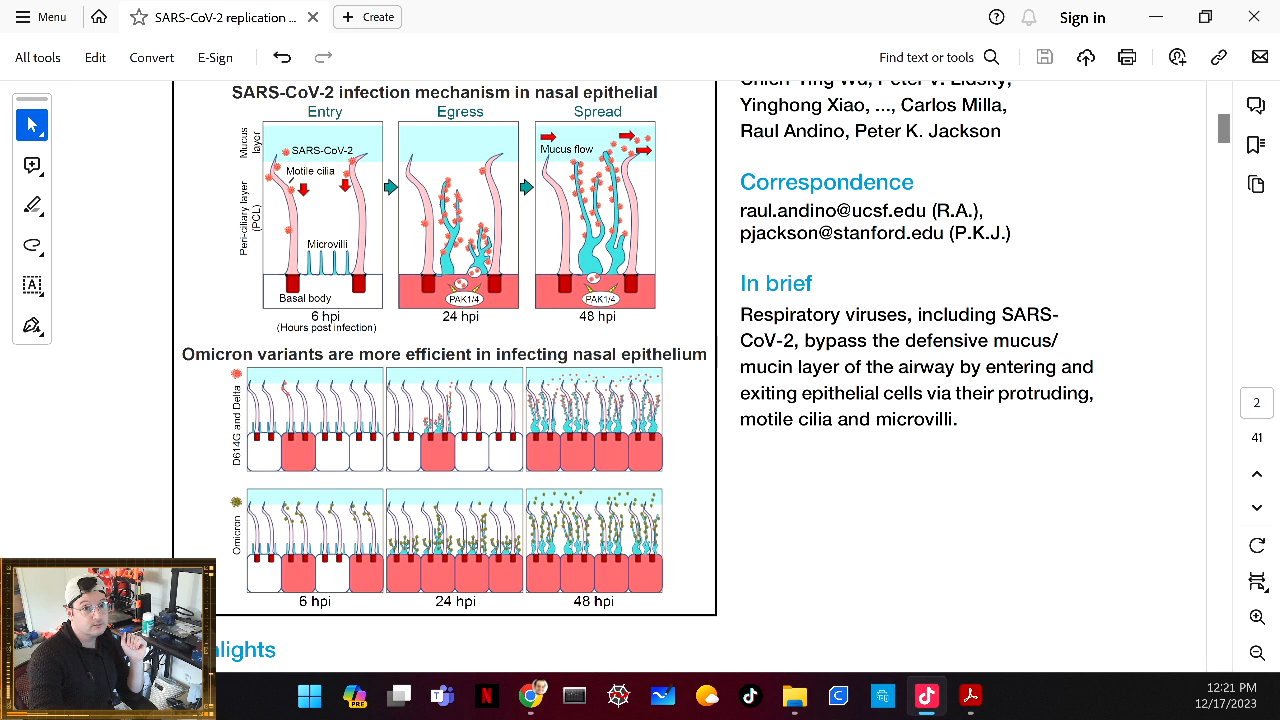 Menu
SARS-CoV-2 replication ...
Create
Sign in
All tools
Edit
Convert
E-Sign
Find text or tools
SARS-CoV-2 infection mechanism in nasal epithelial
Entry
Egress
Spread
Mucus layer
SARS-CoV-2
Motile cilia
Mucus flow
Peri-ciliary layer
(PCL)
Microvilli
Basal body
PAK1/4
PAK1/4
6 hpi
24 hpi
48 hpi
(Hours post infection)
Omicron variants are more efficient in infecting nasal epithelium
D614G and Delta
Omicron
6 hpi
24 hpi
48 hpi
lights
Yinghong Xiao, ..., Carlos Milla,
Raul Andino, Peter K. Jackson
Correspondence
raul.andino@ucsf.edu (R.A.),
pjackson@stanford.edu (P.K.J.)
In brief
Respiratory viruses, including SARS-
CoV-2, bypass the defensive mucus/
mucin layer of the airway by entering and
exiting epithelial cells via their protruding,
motile cilia and microvilli.
2
41
PRE
12:21 PM
12/17/2023